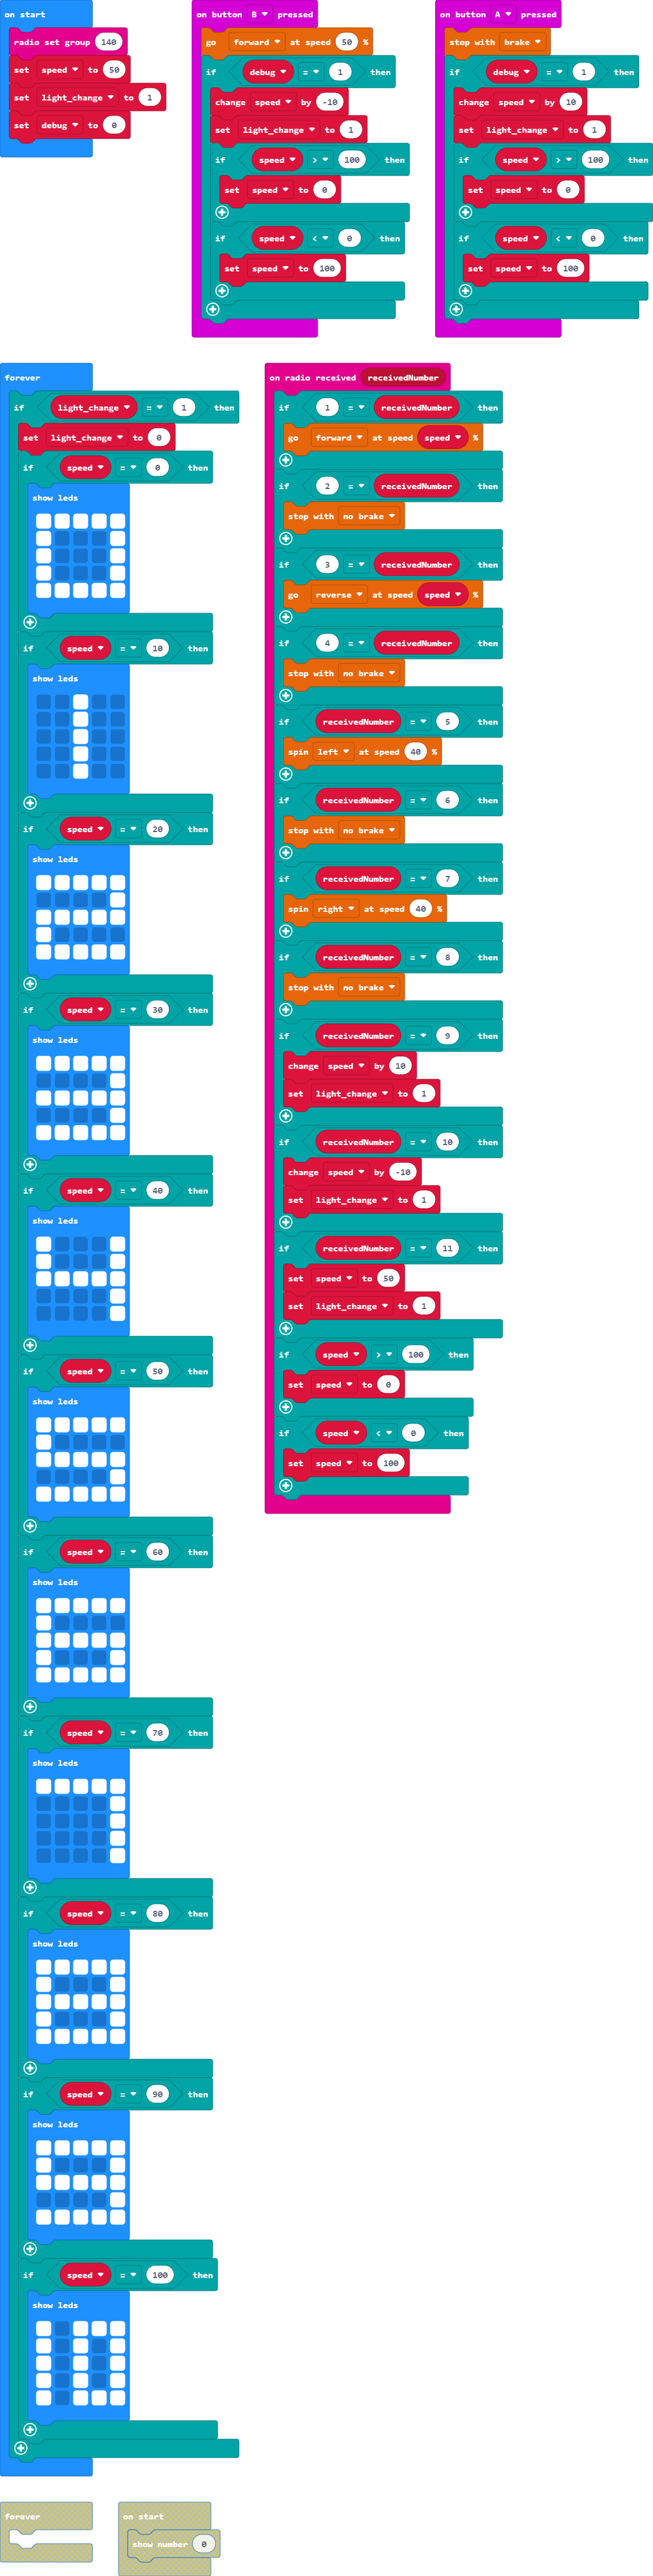 on start
radio set group 140
set speed to 50
set light_change to 1
set debug to 0
on button B pressed
go forward at speed 50 %
if debug = 1 then
change speed by -10
set light_change to 1
if speed > 100 then
set speed to 0
if speed < 0 then
set speed to 100
on button A pressed
stop with brake
if debug = 1 then
change speed by 10
set light_change to 1
if speed > 100 then
set speed to 0
if speed < 0 then
set speed to 100
forever
if light_change = 1 then
set light_change to 0
if speed = 0 then
show leds
if speed = 10 then
show leds
if speed = 20 then
show leds
if speed = 30 then
show leds
if speed = 40 then
show leds
if speed = 50 then
show leds
if speed = 60 then
show leds
if speed = 70 then
show leds
if speed = 80 then
show leds
if speed = 90 then
show leds
if speed = 100 then
show leds
on radio received receivedNumber
if 1 = receivedNumber then
go forward at speed speed %
if 2 = receivedNumber then
stop with no brake
if 3 = receivedNumber then
go reverse at speed speed %
if 4 = receivedNumber then
stop with no brake
if receivedNumber = 5 then
spin left at speed 40 %
if receivedNumber = 6 then
stop with no brake
if receivedNumber = 7 then
spin right at speed 40 %
if receivedNumber = 8 then
stop with no brake
if receivedNumber = 9 then
change speed by 10
set light_change to 1
if receivedNumber = 10 then
change speed by -10
set light_change to 1
if receivedNumber = 11 then
set speed to 50
set light_change to 1
if speed > 100 then
set speed to 0
if speed < 0 then
set speed to 100
forever
on start
show number 0